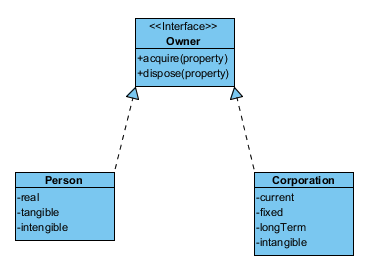 <<Interface>>
Owner
+acquire(property)
+dispose(property)
Person
-real
-tangible
-intengible
Corporation
-current
-fixed
-longTerm
-intangible